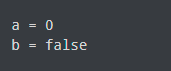 a = 0
b = false